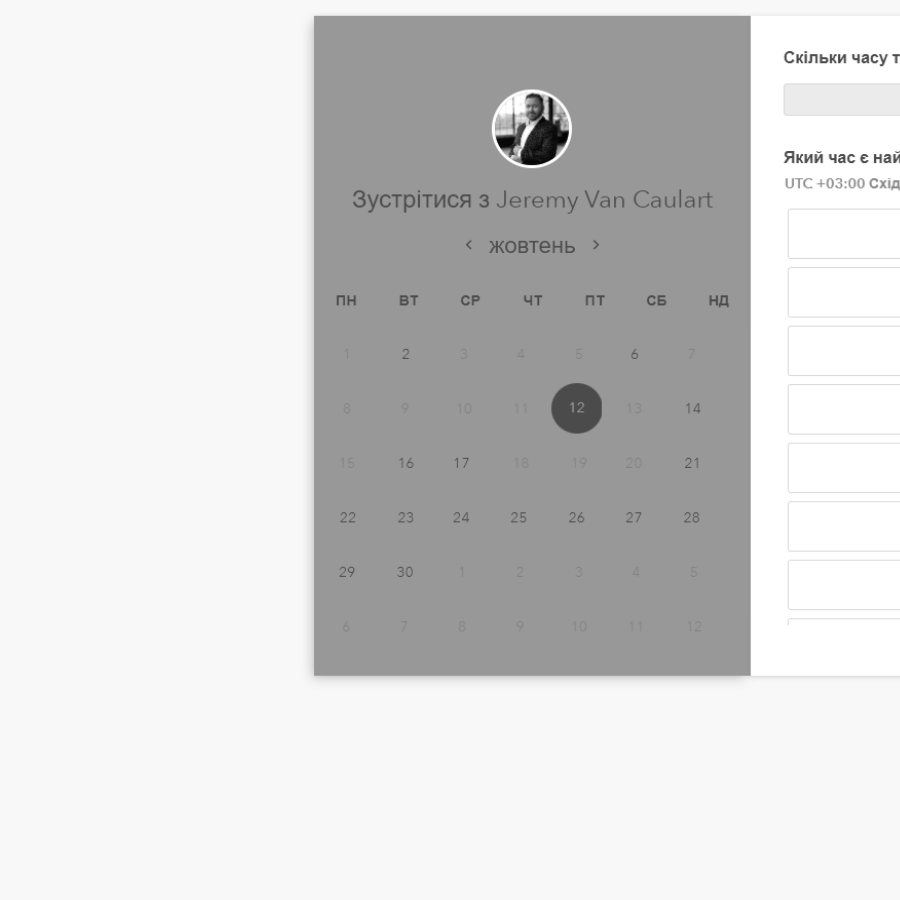 Зустрітися з Jeremy Van Caulart
‹ жовтень ›
ПН ВТ СР ЧТ ПТ СБ НД
1 2 3 4 5 6 7
8 9 10 11 12 13 14
15 16 17 18 19 20 21
22 23 24 25 26 27 28
29 30 1 2 3 4 5
6 7 8 9 10 11 12
Скільки часу
Який час є
UTC +03:00